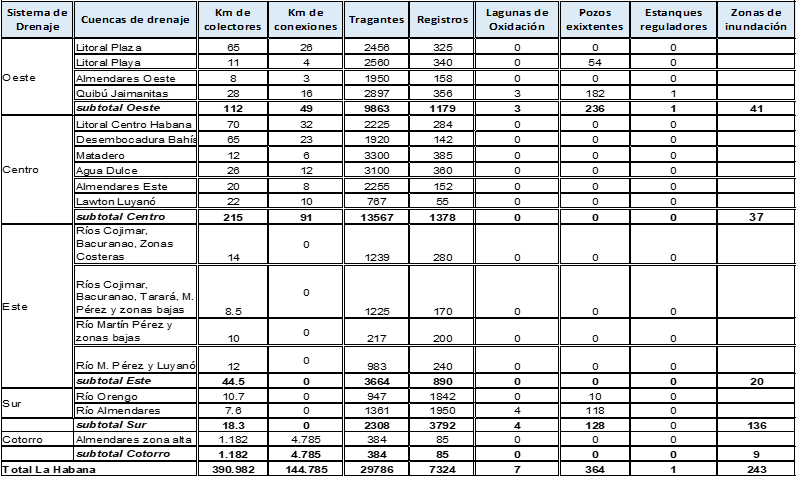 Sistema de Drenaje | Cuencas de drenaje | Km de colectores | Km de conexiones | Tragantes | Registros | Lagunas de Oxidación | Pozos exixtentes | Estanques reguladores | Zonas de inundación
Oeste | Litoral Plaza | 65 | 26 | 2456 | 325 | 0 | 0 | 0
Litoral Playa | 11 | 4 | 2560 | 340 | 0 | 54 | 0
Almendares Oeste | 8 | 3 | 1950 | 158 | 0 | 0 | 0
Quibú Jaimanitas | 28 | 16 | 2897 | 356 | 3 | 182 | 1
subtotal Oeste | 112 | 49 | 9863 | 1179 | 3 | 236 | 1 | 41
Centro | Litoral Centro Habana | 70 | 32 | 2225 | 284 | 0 | 0 | 0
Desembocadura Bahía | 65 | 23 | 1920 | 142 | 0 | 0 | 0
Matadero | 12 | 6 | 3300 | 385 | 0 | 0 | 0
Agua Dulce | 26 | 12 | 3100 | 360 | 0 | 0 | 0
Almendares Este | 20 | 8 | 2255 | 152 | 0 | 0 | 0
Lawton Luyanó | 22 | 10 | 767 | 55 | 0 | 0 | 0
subtotal Centro | 215 | 91 | 13567 | 1378 | 0 | 0 | 0 | 37
Este | Ríos Cojimar, Bacuranao, Zonas Costeras | 14 | 0 | 1239 | 280 | 0 | 0 | 0
Ríos Cojimar, Bacuranao, Tarará, M. Pérez y zonas bajas | 8.5 | 0 | 1225 | 170 | 0 | 0 | 0
Río Martín Pérez y zonas bajas | 10 | 0 | 217 | 200 | 0 | 0 | 0
Río M. Pérez y Luyanó | 12 | 0 | 983 | 240 | 0 | 0 | 0
subtotal Este | 44.5 | 0 | 3664 | 890 | 0 | 0 | 0 | 20
Sur | Río Orengo | 10.7 | 0 | 947 | 1842 | 0 | 10 | 0
Río Almendares | 7.6 | 0 | 1361 | 1950 | 4 | 118 | 0
subtotal Sur | 18.3 | 0 | 2308 | 3792 | 4 | 128 | 0 | 136
Cotorro | Almendares zona alta | 1.182 | 4.785 | 384 | 85 | 0 | 0 | 0
subtotal Cotorro | 1.182 | 4.785 | 384 | 85 | 0 | 0 | 0 | 9
Total La Habana | 390.982 | 144.785 | 29786 | 7324 | 7 | 364 | 1 | 243